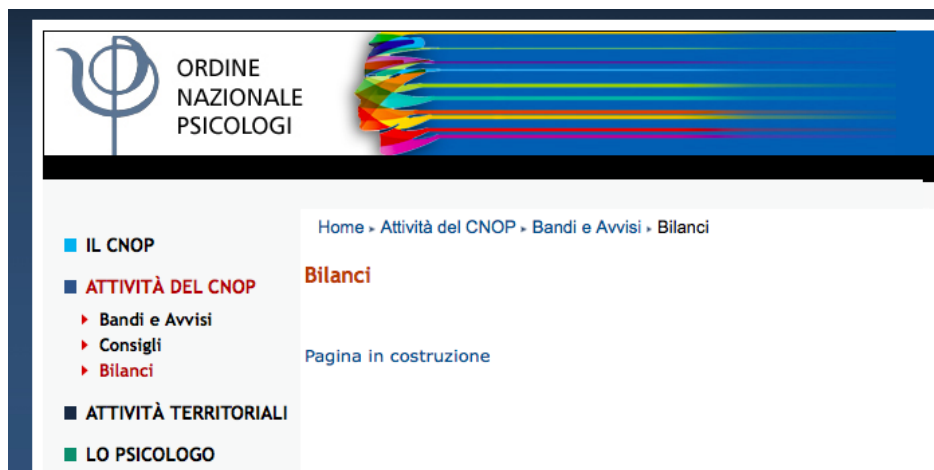 ORDINE
NAZIONALE
PSICOLOGI
Home ▸ Attività del CNOP ▸ Bandi e Avvisi ▸ Bilanci
IL CNOP
ATTIVITÀ DEL CNOP
Bandi e Avvisi
Consigli
Bilanci
ATTIVITÀ TERRITORIALI
LO PSICOLOGO
Bilanci
Pagina in costruzione